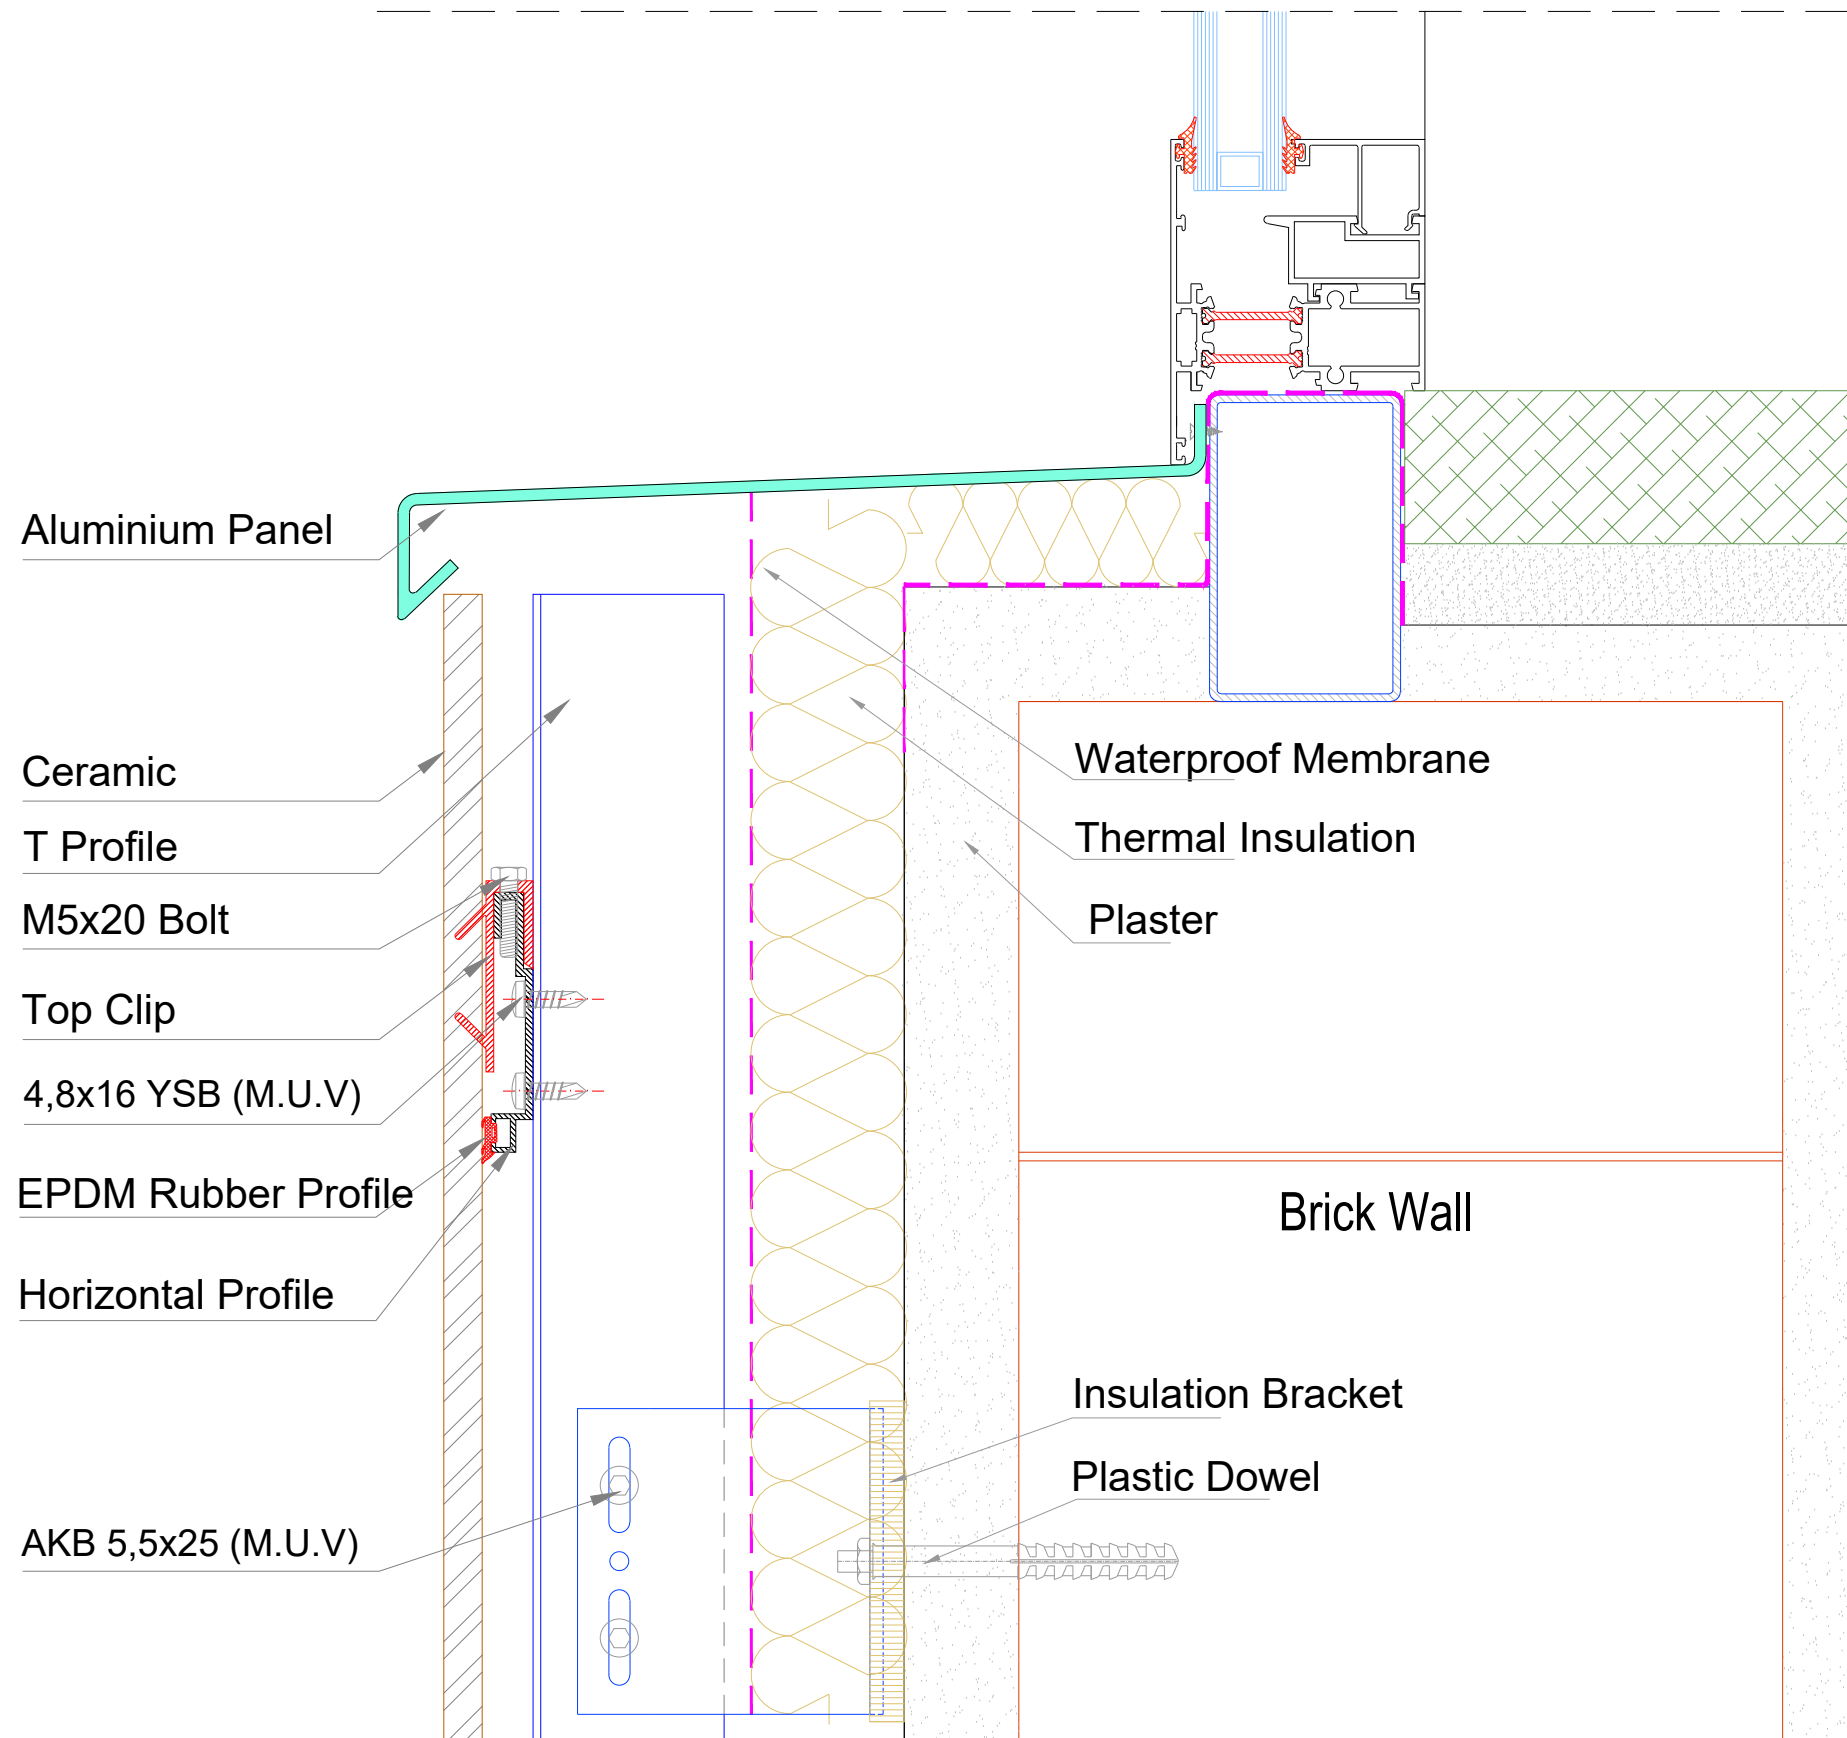 Aluminium Panel
Ceramic
T Profile
M5x20 Bolt
Top Clip
4,8x16 YSB (M.U.V)
EPDM Rubber Profile
Horizontal Profile
AKB 5,5x25 (M.U.V)
Waterproof Membrane
Thermal Insulation
Plaster
Brick Wall
Insulation Bracket
Plastic Dowel